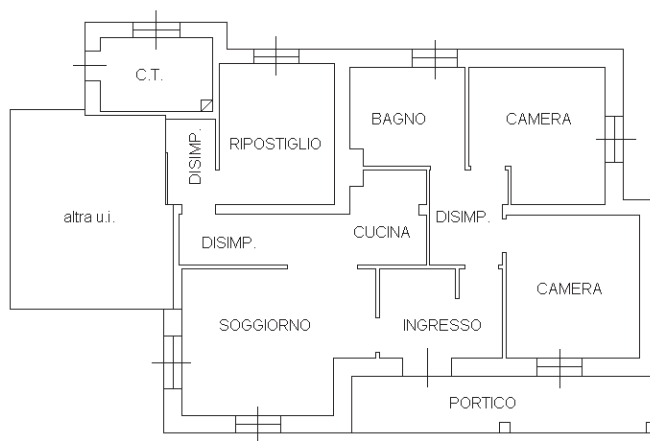 C.T.
DISIMP.
RIPOSTIGLIO
BAGNO
CAMERA
altra u.i.
DISIMP.
CUCINA
DISIMP.
CAMERA
SOGGIORNO
INGRESSO
PORTICO